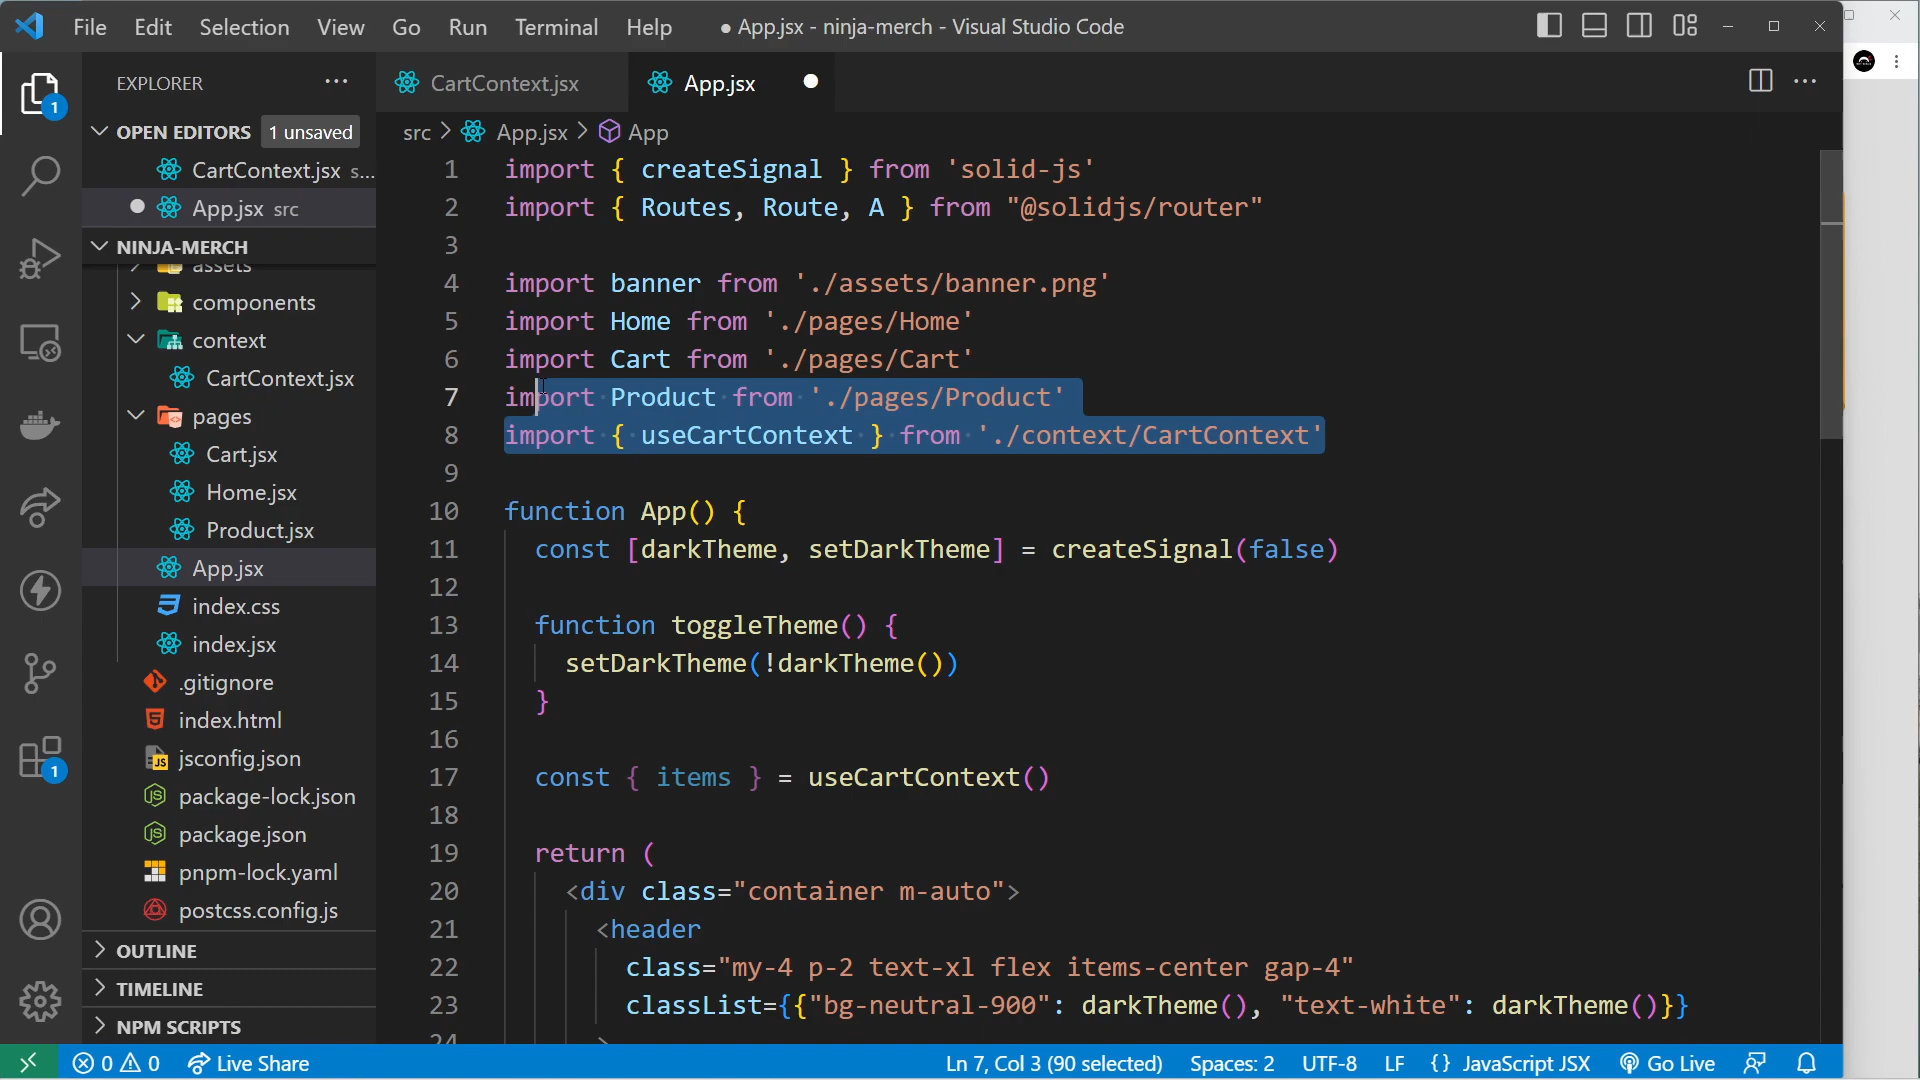 File Edit Selection View Go Run Terminal Help ● App.jsx - ninja-merch - Visual Studio Code
EXPLORER
CartContext.jsx
App.jsx
OPEN EDITORS 1 unsaved
CartContext.jsx s...
App.jsx src
NINJA-MERCH
assets
components
context
CartContext.jsx
pages
Cart.jsx
Home.jsx
Product.jsx
App.jsx
index.css
index.jsx
.gitignore
index.html
jsconfig.json
package-lock.json
package.json
pnpm-lock.yaml
postcss.config.js
OUTLINE
TIMELINE
NPM SCRIPTS
1
1
src > App.jsx > App
1 import { createSignal } from 'solid-js'
2 import { Routes, Route, A } from "@solidjs/router"
3
4 import banner from './assets/banner.png'
5 import Home from './pages/Home'
6 import Cart from './pages/Cart'
7 import Product from './pages/Product'
8 import { useCartContext } from './context/CartContext'
9
10 function App() {
11 const [darkTheme, setDarkTheme] = createSignal(false)
12
13 function toggleTheme() {
14 setDarkTheme(!darkTheme())
15 }
16
17 const { items } = useCartContext()
18
19 return (
20 <div class="container m-auto">
21 <header
22 class="my-4 p-2 text-xl flex items-center gap-4"
23 classList={{"bg-neutral-900": darkTheme(), "text-white": darkTheme()}}
24 >
0 0 Live Share Ln 7, Col 3 (90 selected) Spaces: 2 UTF-8 LF {} JavaScript JSX Go Live